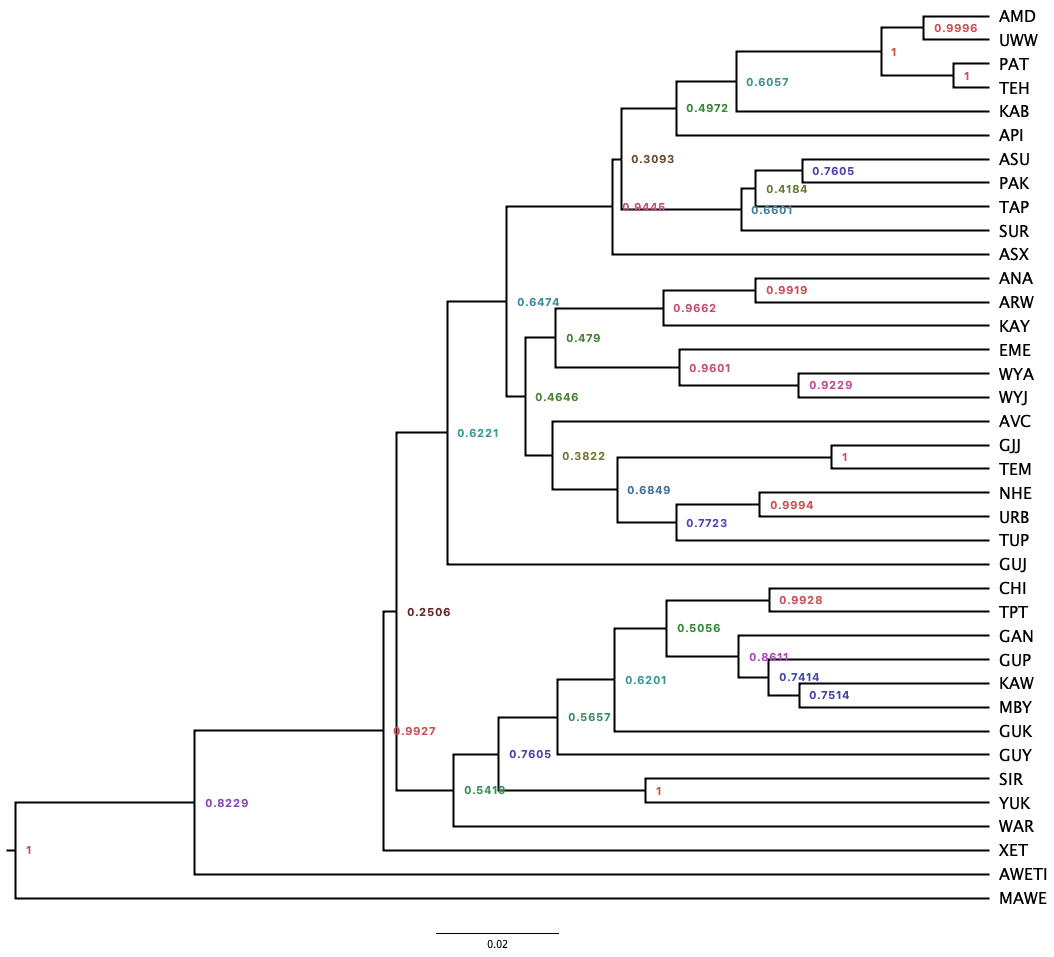 AMD
0.9996
UWW
1
PAT
1
TEH
0.6057
KAB
0.4972
API
0.3093
ASU
0.7605
PAK
0.4184
TAP
0.9445
0.6601
SUR
ASX
ANA
0.9919
ARW
0.6474
0.9662
KAY
0.479
EME
0.9601
WYA
0.9229
WYJ
0.4646
AVC
0.6221
GJJ
0.3822
1
TEM
0.6849
NHE
0.9994
URB
0.7723
TUP
GUJ
CHI
0.9928
TPT
0.2506
0.5056
GAN
0.8611
GUP
0.7414
KAW
0.6201
0.7514
MBY
0.5657
GUK
0.9927
0.7605
GUY
SIR
0.5419
1
YUK
0.8229
WAR
1
XET
AWETI
MAWE
0.02